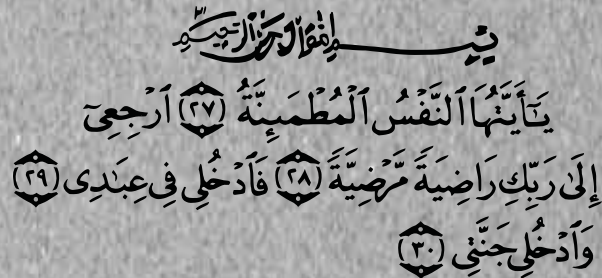 بِسْمِ ٱللَّهِ ٱلرَّحْمَٰنِ ٱلرَّحِيمِ
يَـٰٓأَيَّتُهَا ٱلنَّفْسُ ٱلْمُطْمَئِنَّةُ ﴿٢٧﴾ ٱرْجِعِىٓ
إِلَىٰ رَبِّكِ رَاضِيَةً مَّرْضِيَّةً ﴿٢٨﴾ فَٱدْخُلِى فِى عِبَـٰدِى ﴿٢٩﴾
وَٱدْخُلِى جَنَّتِى ﴿٣٠﴾